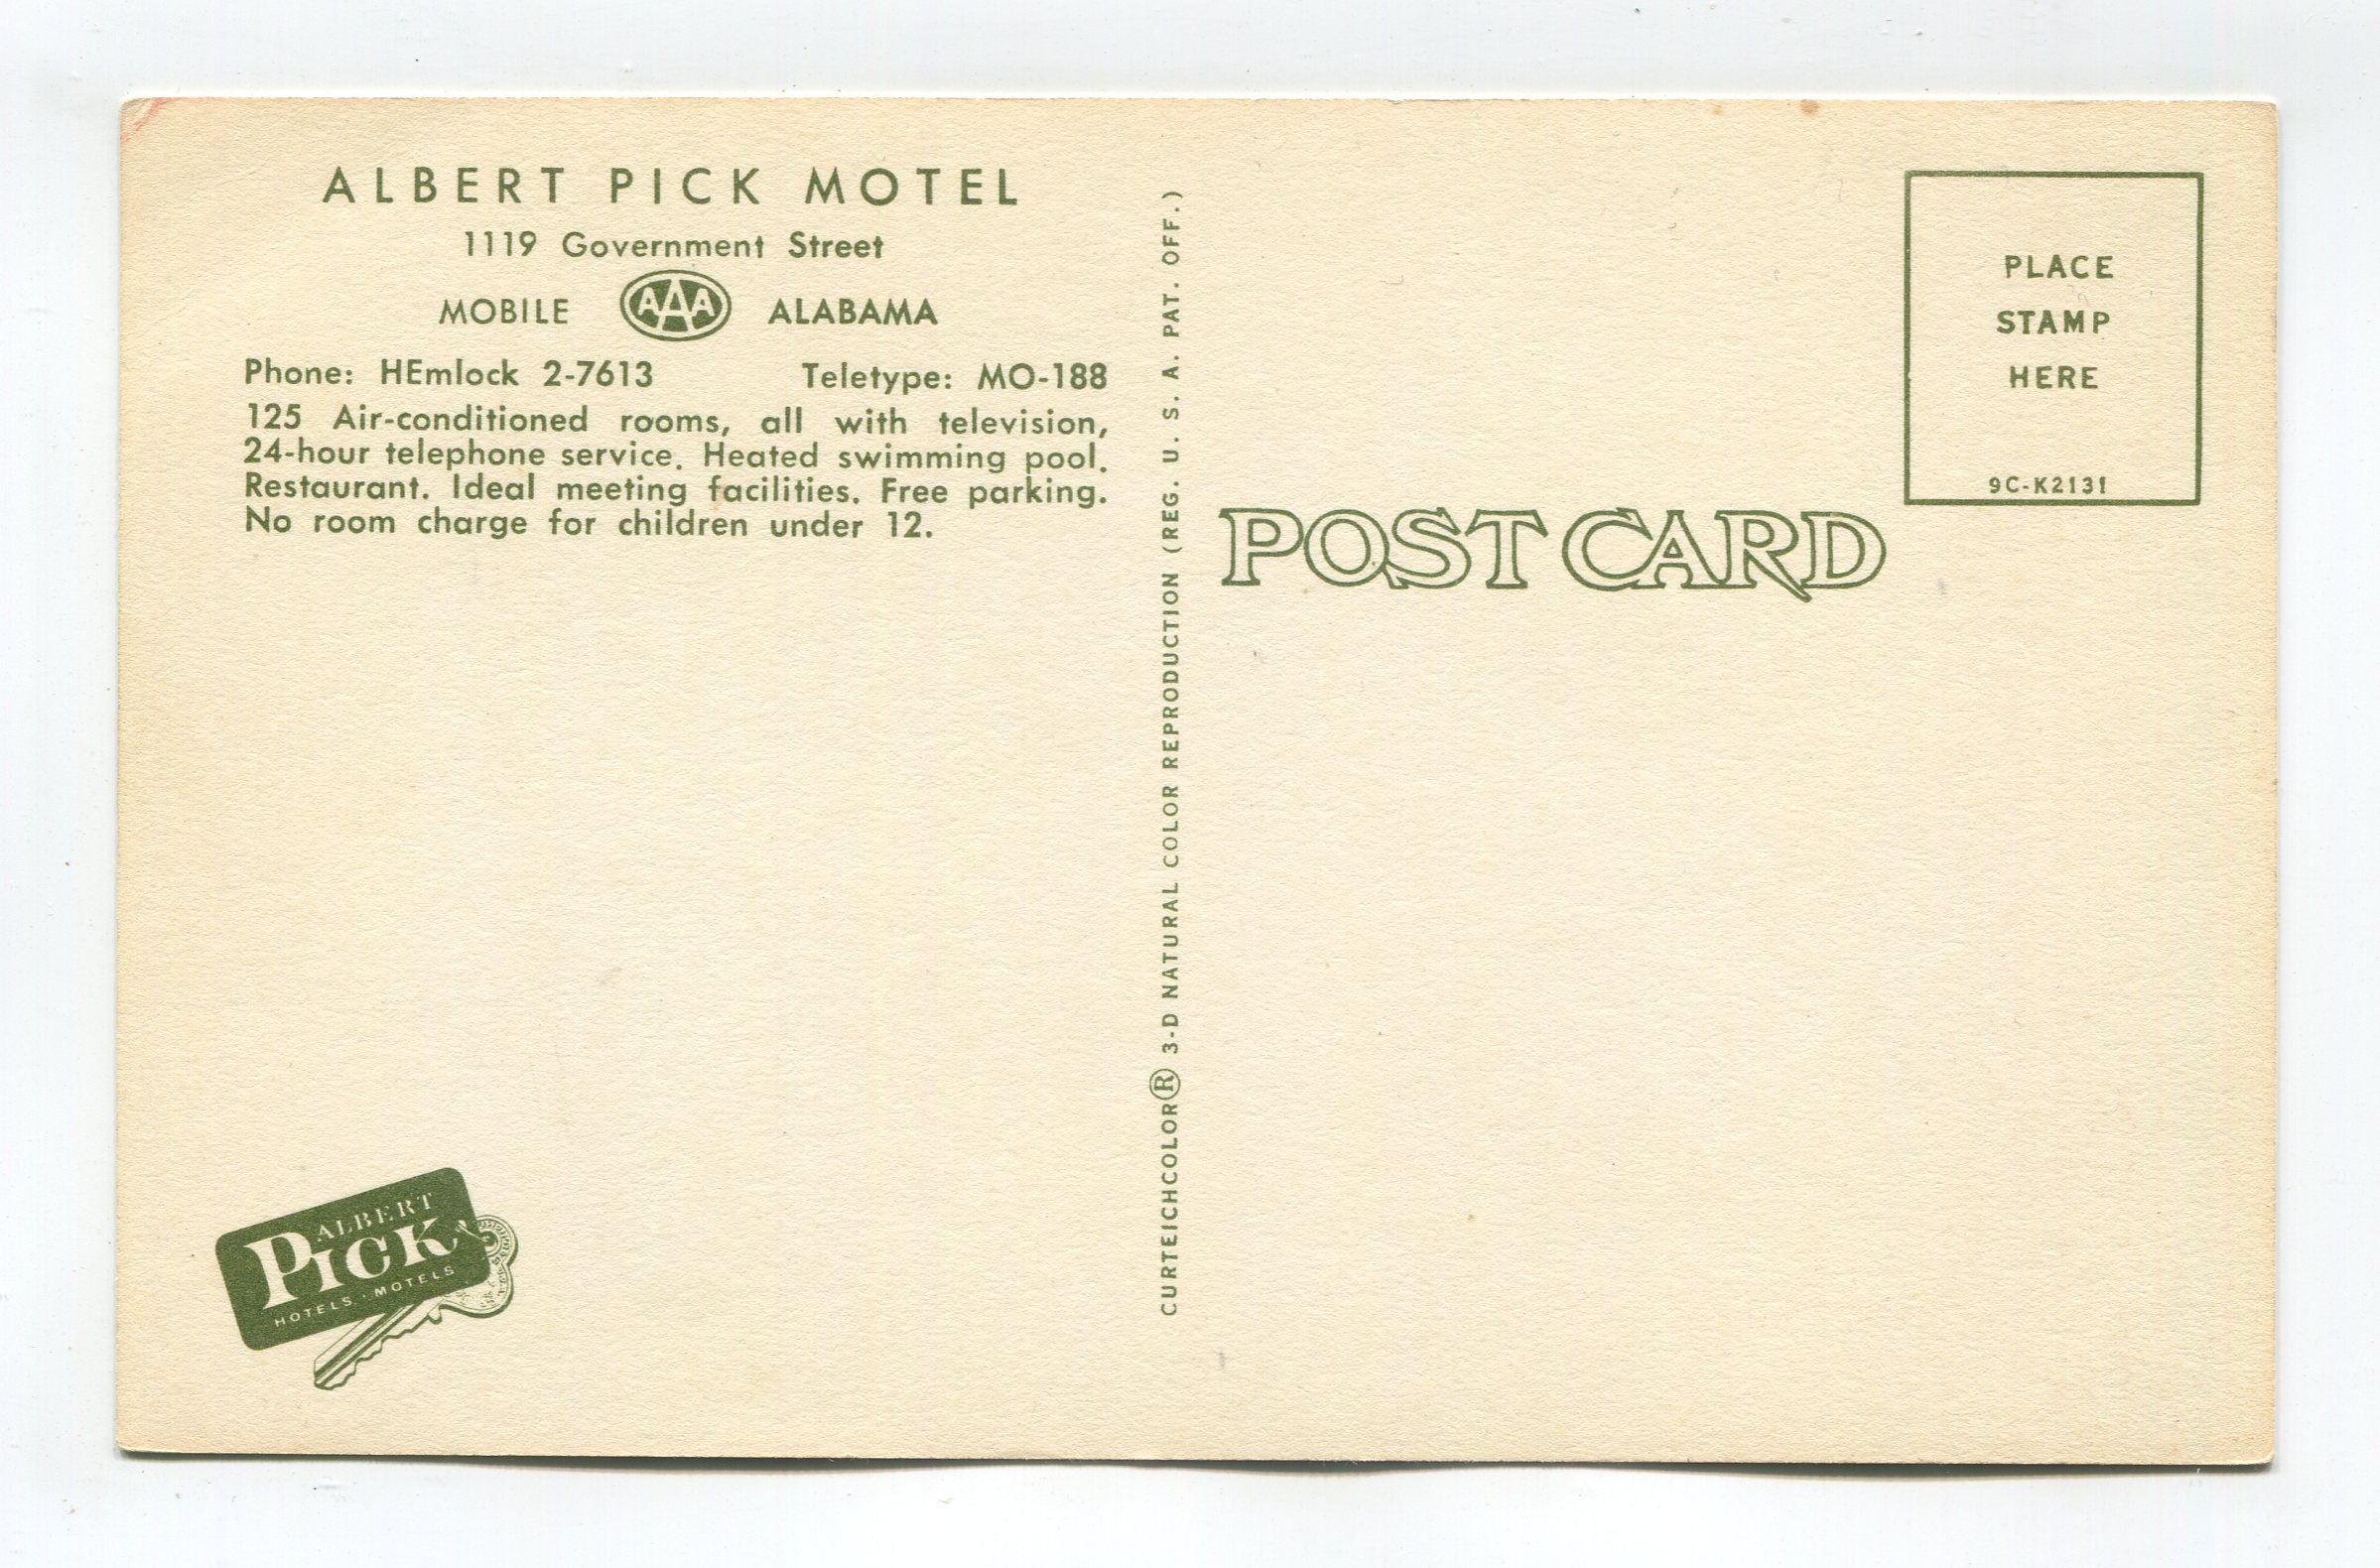 ALBERT PICK MOTEL
1119 Government Street
MOBILE AAA ALABAMA
Phone: HEmlock 2-7613 Teletype: MO-188
125 Air-conditioned rooms, all with television,
24-hour telephone service. Heated swimming pool.
Restaurant. Ideal meeting facilities. Free parking.
No room charge for children under 12.
ALBERT
PICK
HOTELS · MOTELS
CURTEICHCOLOR® 3-D NATURAL COLOR REPRODUCTION (REG. U. S. A. PAT. OFF.)
POST CARD
PLACE
STAMP
HERE
9C-K2131